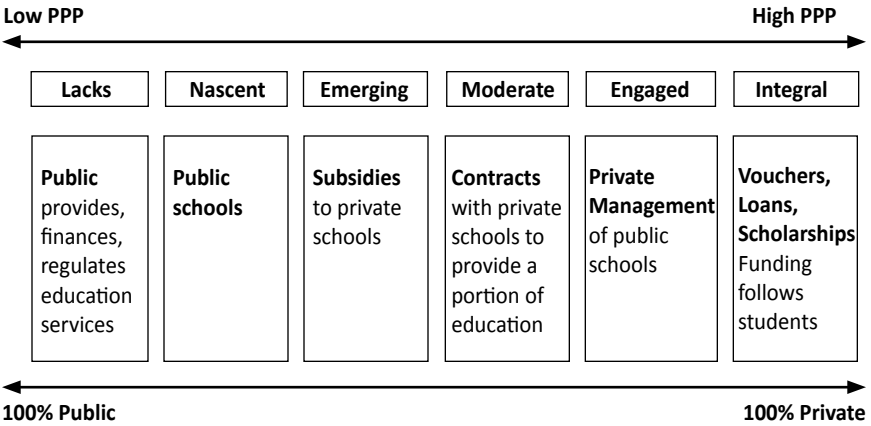 Low PPP
High PPP
Lacks
Nascent
Emerging
Moderate
Engaged
Integral
Public
provides,
finances,
regulates
education
services
Public
schools
Subsidies
to private
schools
Contracts
with private
schools to
provide a
portion of
education
Private
Management
of public
schools
Vouchers,
Loans,
Scholarships
Funding
follows
students
100% Public
100% Private